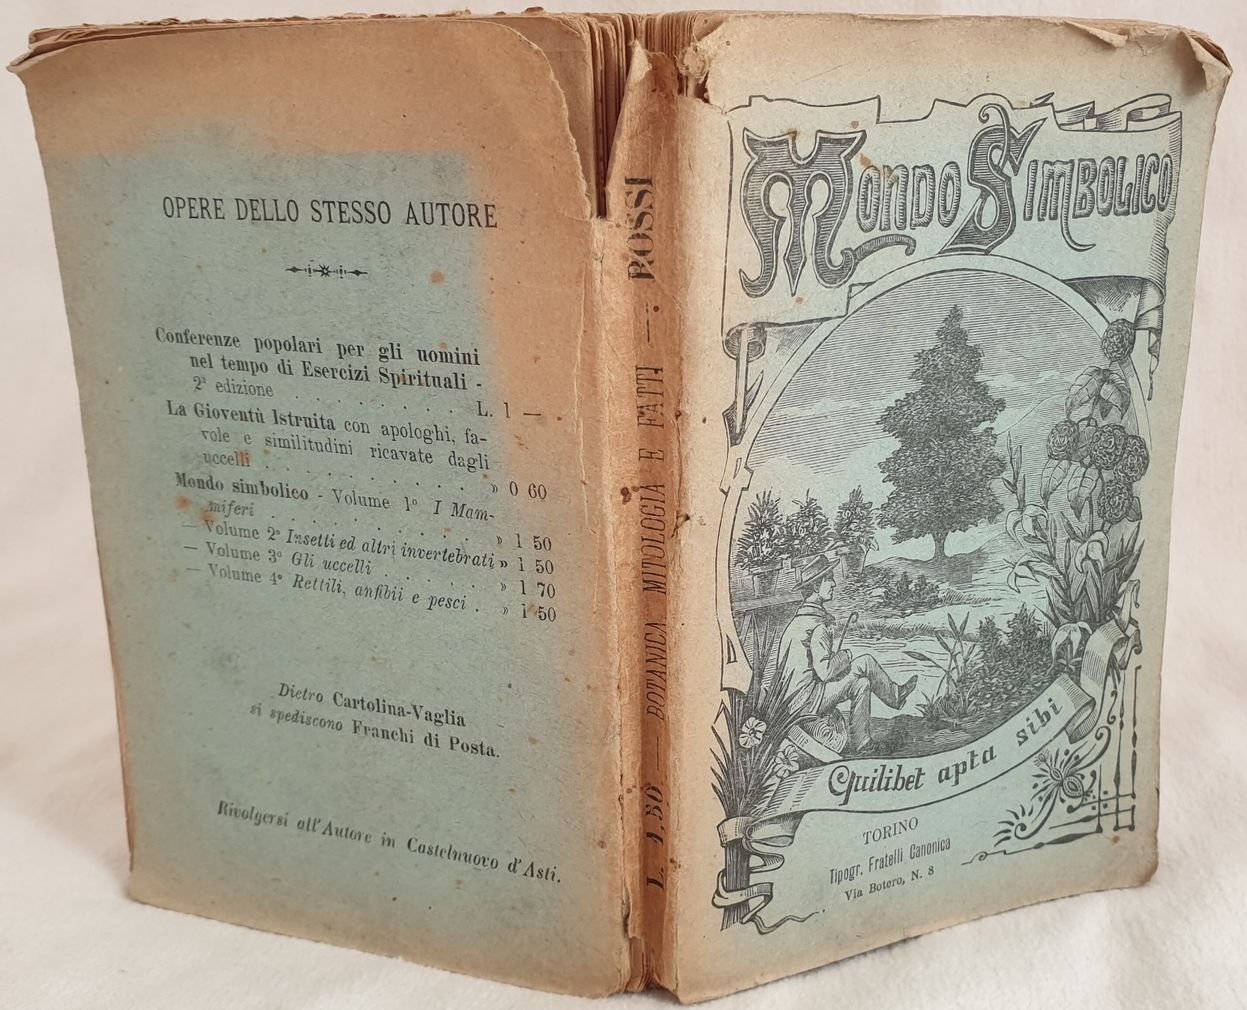 OPERE DELLO STESSO AUTORE
Conferenze popolari per gli uomini
nel tempo di Esercizi Spirituali -
2ª edizione . . . . . . . . . L. 1 —
La Gioventù Istruita con apologhi, fa-
vole e similitudini ricavate dagli
uccelli . . . . . . . . . . » 0 60
Mondo simbolico - Volume 1º I Mam-
miferi . . . . . . . . . . » 1 50
— Volume 2º Insetti ed altri invertebrati » 1 50
— Volume 3º Gli uccelli . . . . . . » 1 70
— Volume 4º Rettili, anfibii e pesci . » 1 50
Dietro Cartolina-Vaglia
si spediscono Franchi di Posta.
Rivolgersi all'Autore in Castelnuovo d'Asti.
L. 1.50 — BOTANICA MITOLOGIA E FATTI — ROSSI
MONDO SIMBOLICO
Quilibet apta sibi
TORINO
Tipogr. Fratelli Canonica
Via Botero, N. 8